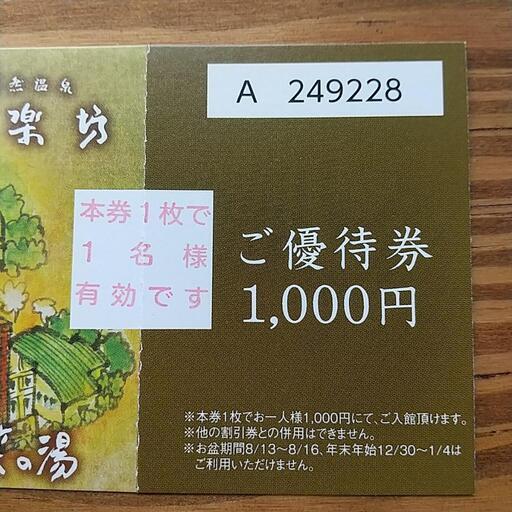 然温泉
楽坊
A 249228
本券1枚で
1名様
有効です
ご優待券
1,000円
の湯
※本券1枚でお一人様1,000円にて、ご入館頂けます。
※他の割引券との併用はできません。
※お盆期間8/13〜8/16、年末年始12/30〜1/4は
ご利用いただけません。